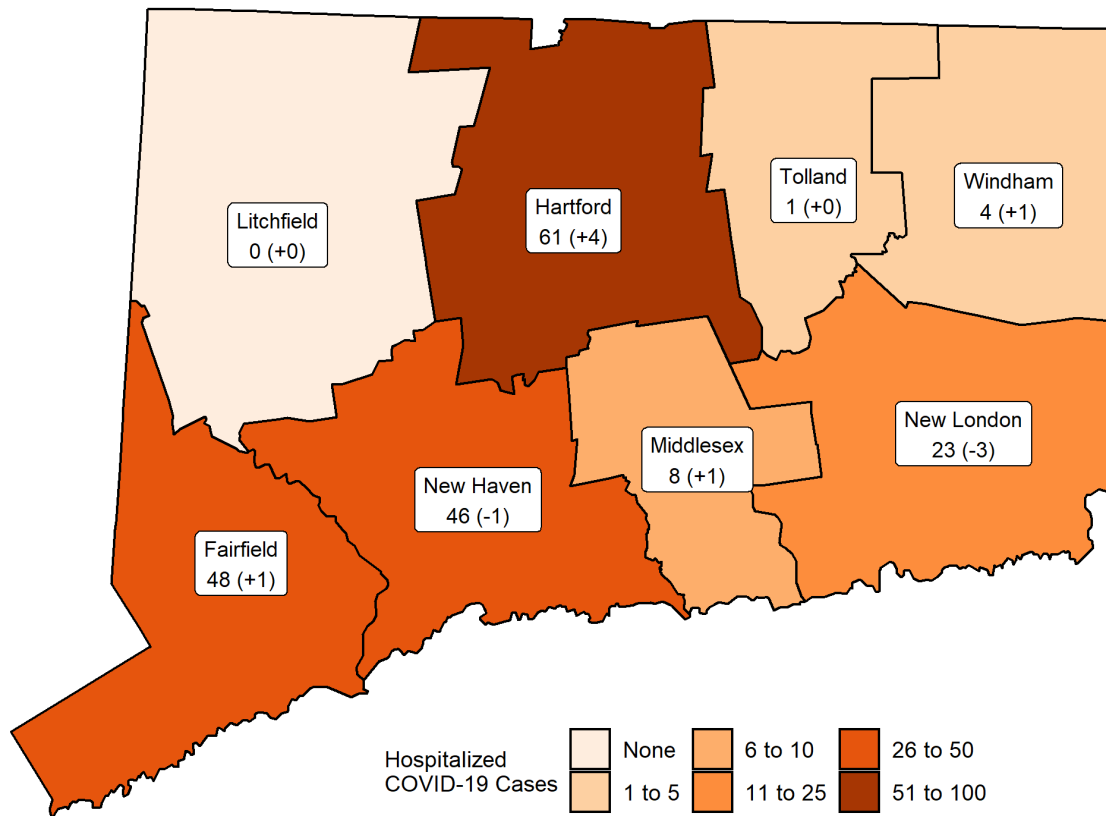 Tolland
1 (+0)
Windham
4 (+1)
Hartford
61 (+4)
Litchfield
0 (+0)
New London
23 (-3)
Middlesex
8 (+1)
New Haven
46 (-1)
Fairfield
48 (+1)
Hospitalized
COVID-19 Cases
None
6 to 10
26 to 50
1 to 5
11 to 25
51 to 100